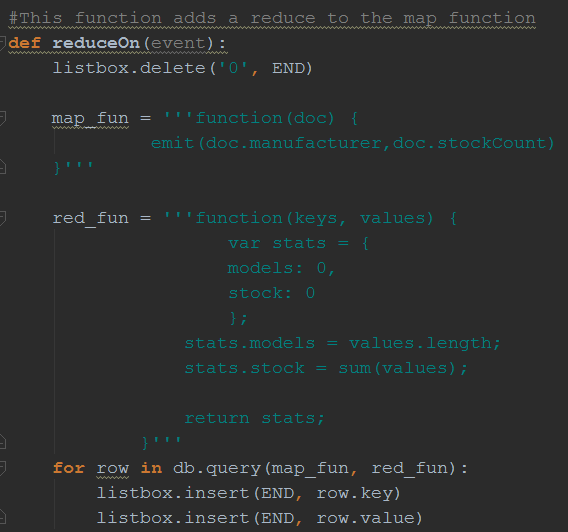 #This function adds a reduce to the map function
def reduceOn(event):
    listbox.delete('0', END)

    map_fun = '''function(doc) {
             emit(doc.manufacturer,doc.stockCount)
    }'''

    red_fun = '''function(keys, values) {
                    var stats = {
                    models: 0,
                    stock: 0
                    };
                stats.models = values.length;
                stats.stock = sum(values);

                return stats;
            }'''
    for row in db.query(map_fun, red_fun):
        listbox.insert(END, row.key)
        listbox.insert(END, row.value)